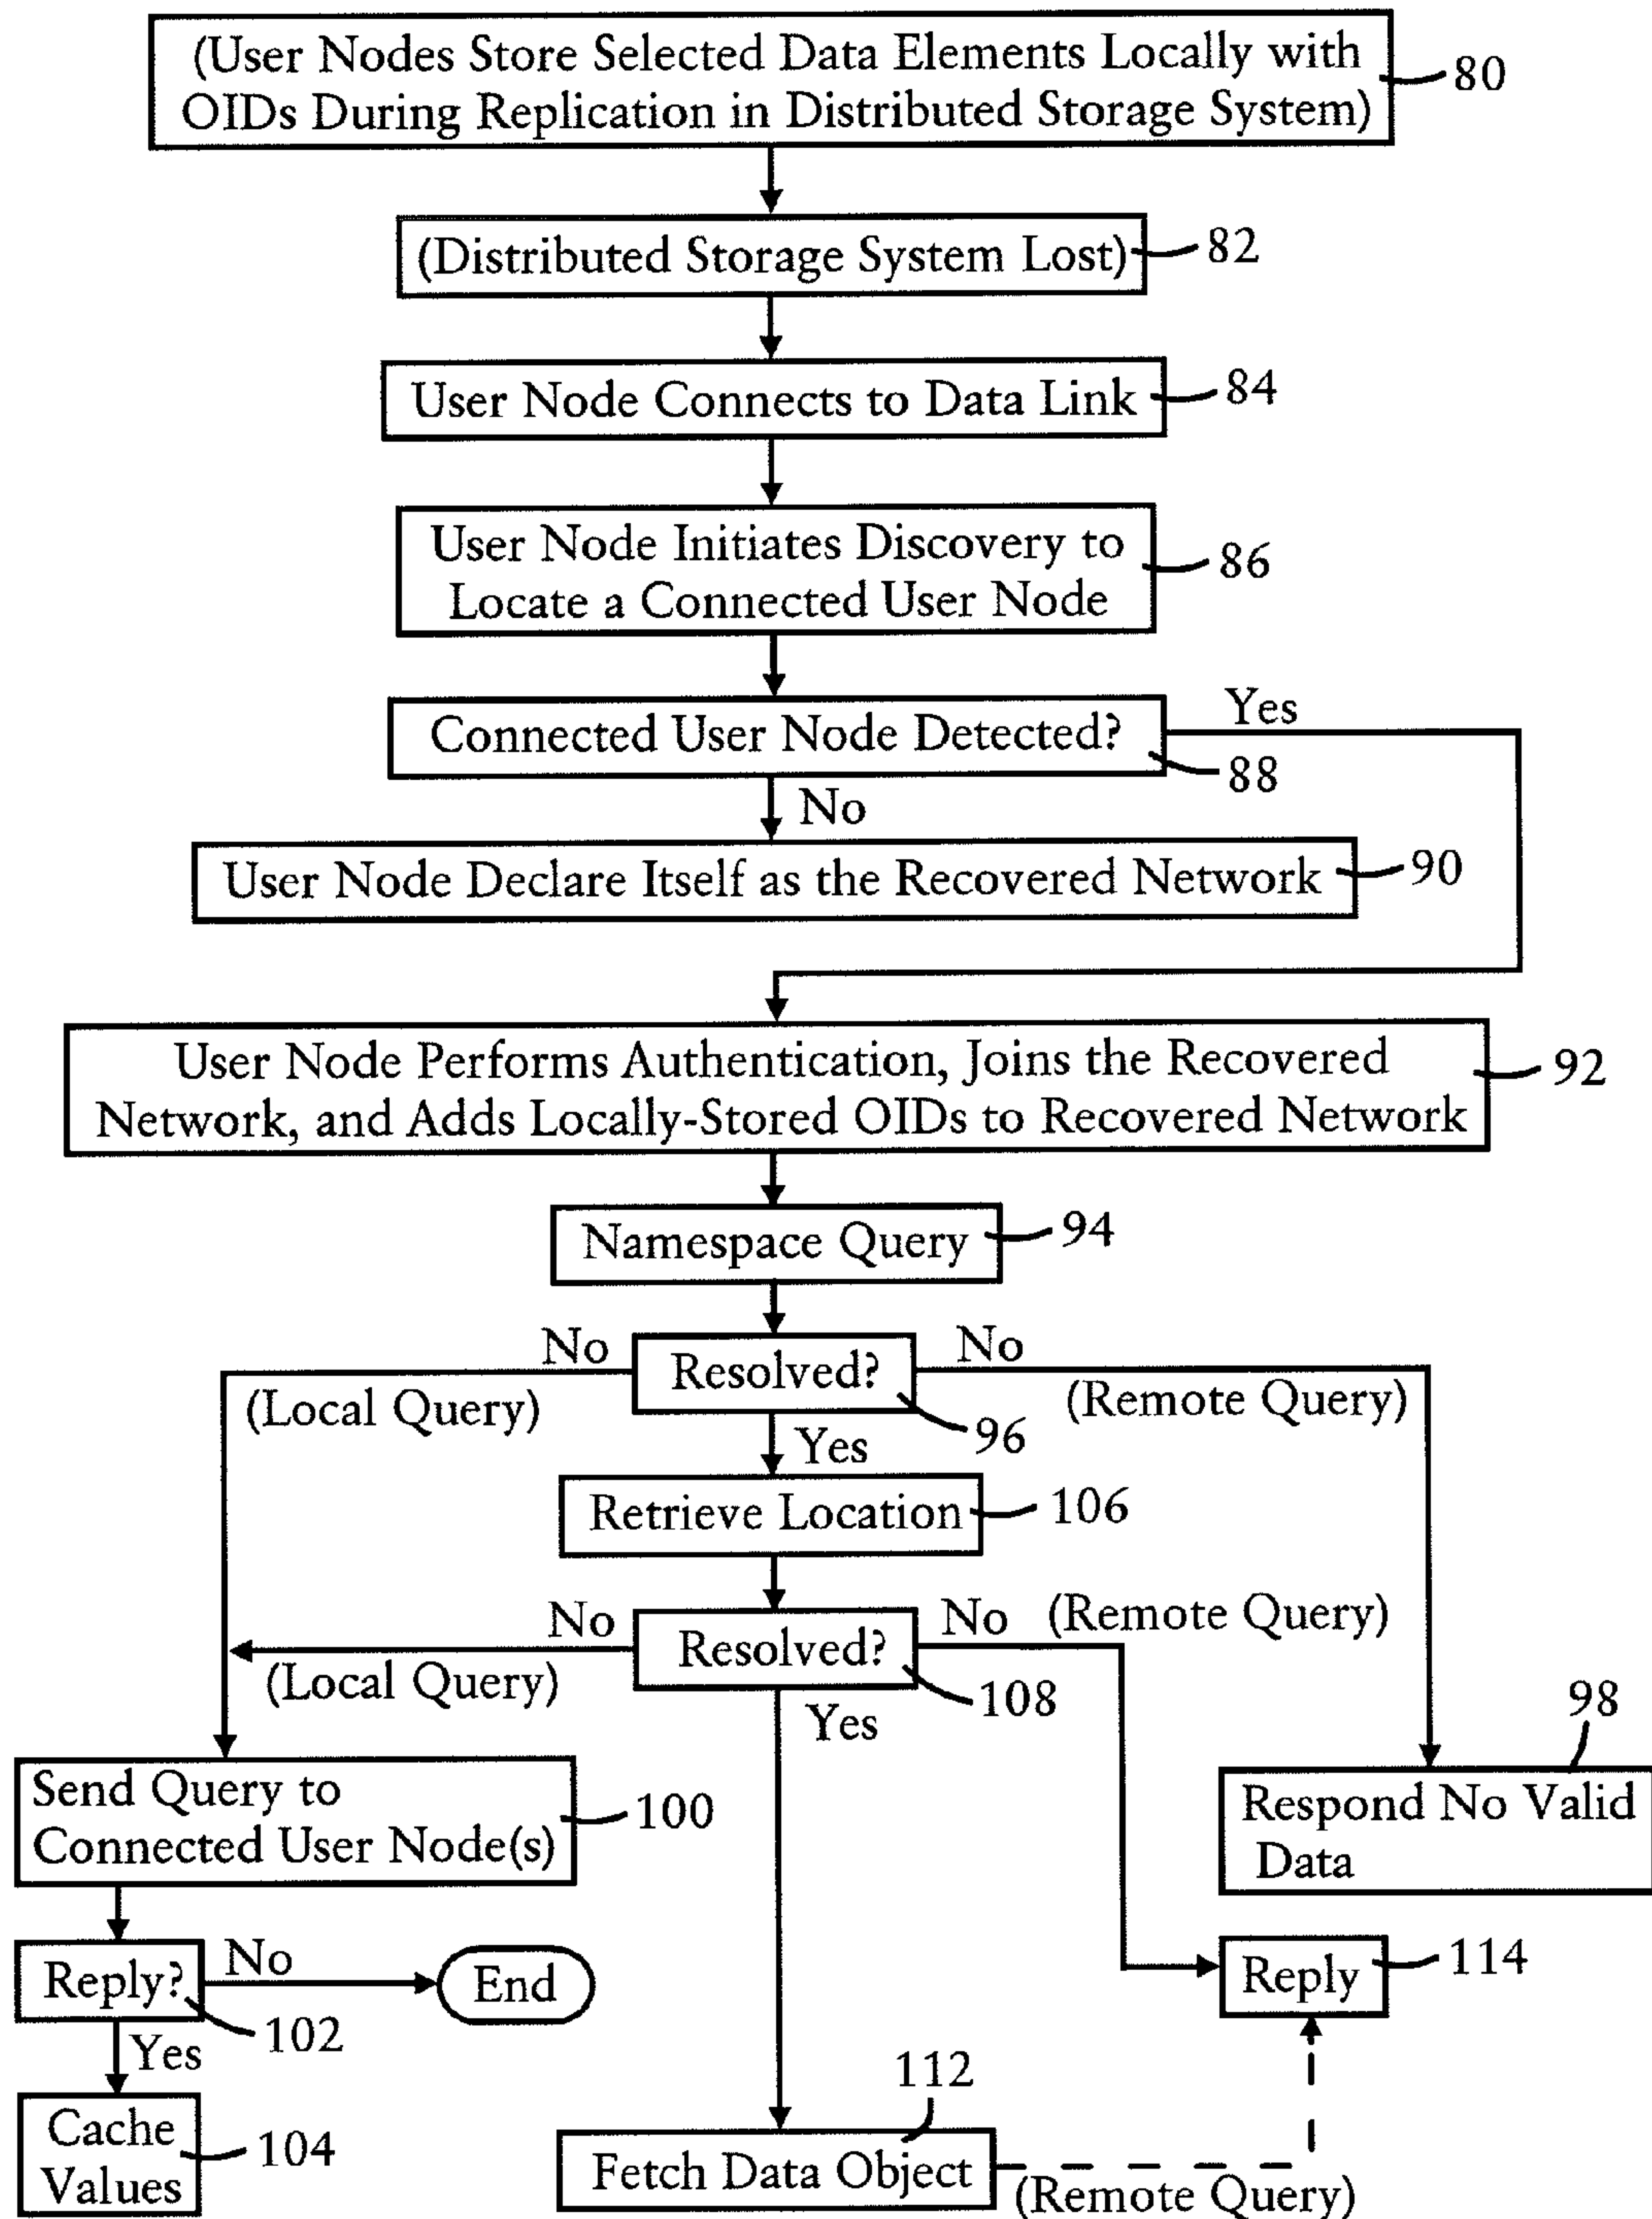 (User Nodes Store Selected Data Elements Locally with
OIDs During Replication in Distributed Storage System)
80
(Distributed Storage System Lost)
82
User Node Connects to Data Link
84
User Node Initiates Discovery to
Locate a Connected User Node
86
Connected User Node Detected?
Yes
88
No
User Node Declare Itself as the Recovered Network
90
User Node Performs Authentication, Joins the Recovered
Network, and Adds Locally-Stored OIDs to Recovered Network
92
Namespace Query
94
No
Resolved?
No
(Local Query)
(Remote Query)
96
Yes
Retrieve Location
106
No
Resolved?
No
(Remote Query)
(Local Query)
108
Yes
98
Send Query to
Connected User Node(s)
100
Respond No Valid
Data
Reply?
No
End
102
Yes
Reply
114
Cache
Values
104
112
Fetch Data Object
(Remote Query)